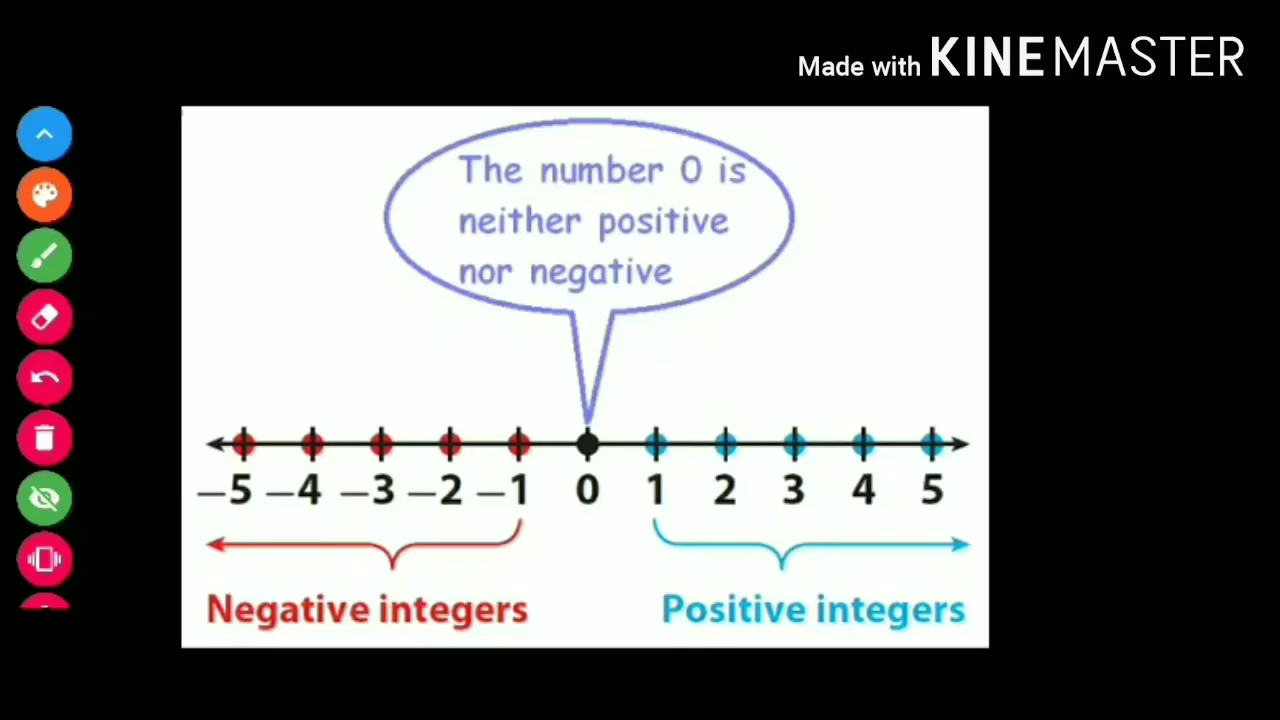 Made with KINEMASTER
The number 0 is
neither positive
nor negative
–5 –4 –3 –2 –1 0 1 2 3 4 5
Negative integers Positive integers